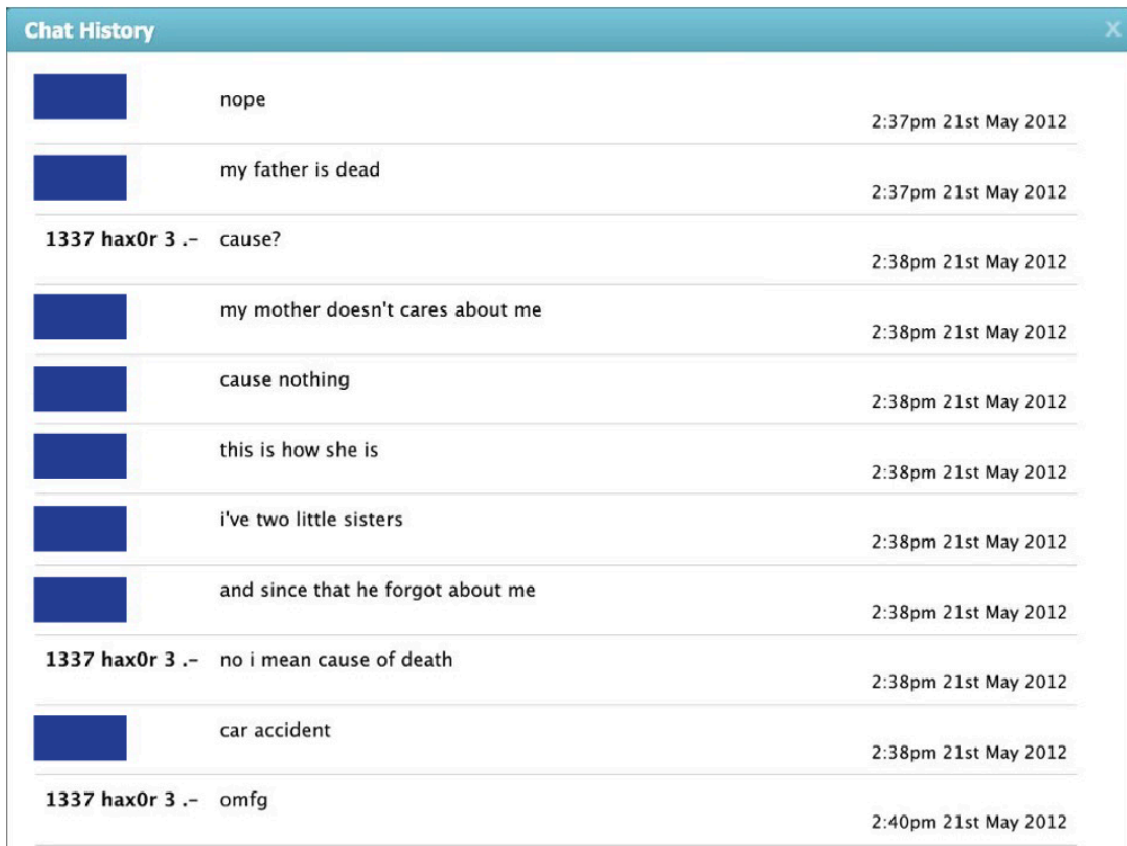 Chat History X
nope
2:37pm 21st May 2012
my father is dead
2:37pm 21st May 2012
1337 hax0r 3 .- cause?
2:38pm 21st May 2012
my mother doesn't cares about me
2:38pm 21st May 2012
cause nothing
2:38pm 21st May 2012
this is how she is
2:38pm 21st May 2012
i've two little sisters
2:38pm 21st May 2012
and since that he forgot about me
2:38pm 21st May 2012
1337 hax0r 3 .- no i mean cause of death
2:38pm 21st May 2012
car accident
2:38pm 21st May 2012
1337 hax0r 3 .- omfg
2:40pm 21st May 2012